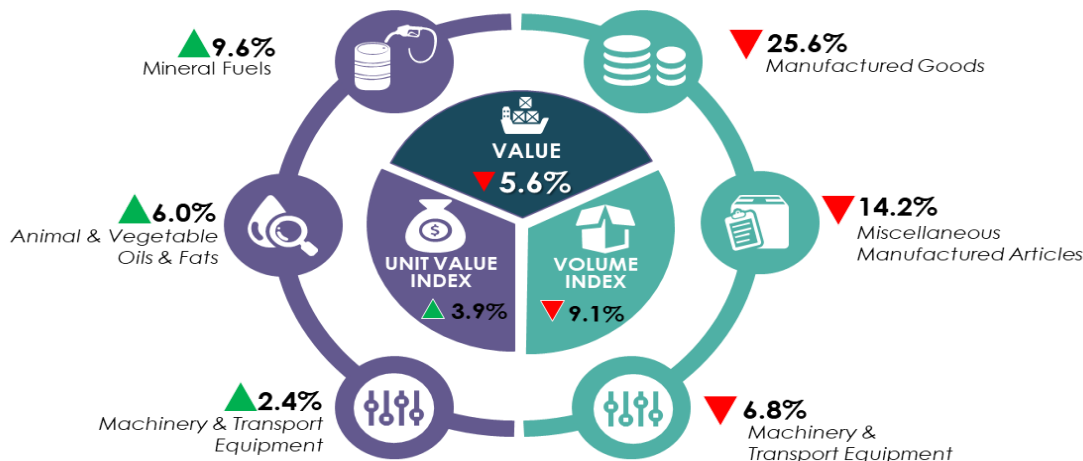 ▲9.6%
Mineral Fuels
▲6.0%
Animal & Vegetable
Oils & Fats
▲2.4%
Machinery & Transport
Equipment
VALUE
▼5.6%
$
UNIT VALUE
INDEX
▲ 3.9%
VOLUME
INDEX
▼ 9.1%
▼ 25.6%
Manufactured Goods
▼ 14.2%
Miscellaneous
Manufactured Articles
▼ 6.8%
Machinery &
Transport Equipment